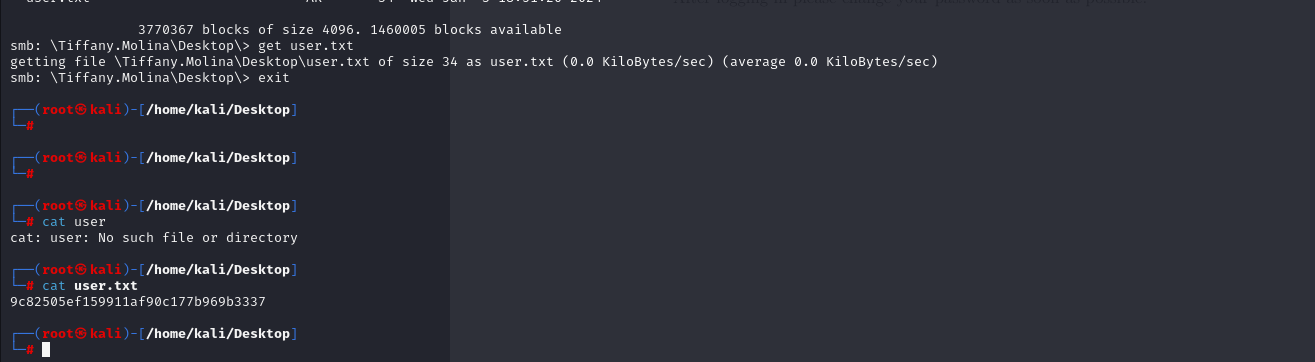 3770367 blocks of size 4096. 1460005 blocks available
smb: \Tiffany.Molina\Desktop\> get user.txt
getting file \Tiffany.Molina\Desktop\user.txt of size 34 as user.txt (0.0 KiloBytes/sec) (average 0.0 KiloBytes/sec)
smb: \Tiffany.Molina\Desktop\> exit
┌──(root㉿kali)-[/home/kali/Desktop]
└─#
┌──(root㉿kali)-[/home/kali/Desktop]
└─#
┌──(root㉿kali)-[/home/kali/Desktop]
└─# cat user
cat: user: No such file or directory
┌──(root㉿kali)-[/home/kali/Desktop]
└─# cat user.txt
9c82505ef159911af90c177b969b3337
┌──(root㉿kali)-[/home/kali/Desktop]
└─#